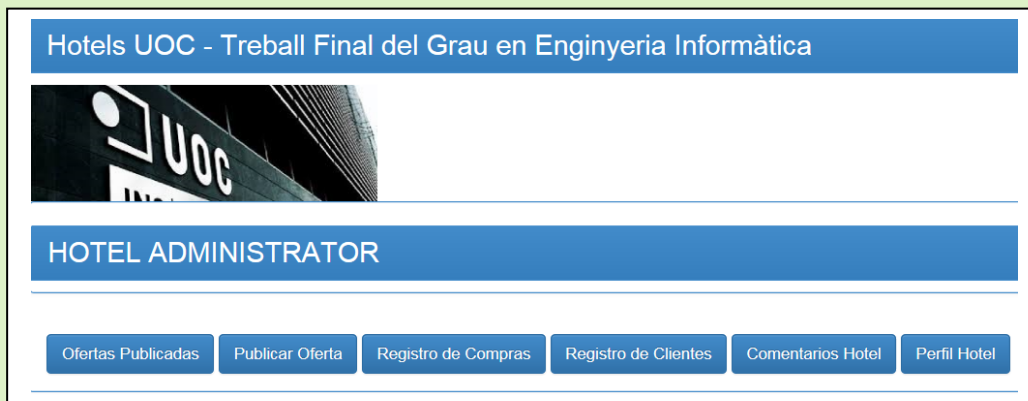 Hotels UOC - Treball Final del Grau en Enginyeria Informàtica
UOC
HOTEL ADMINISTRATOR
Ofertas Publicadas Publicar Oferta Registro de Compras Registro de Clientes Comentarios Hotel Perfil Hotel